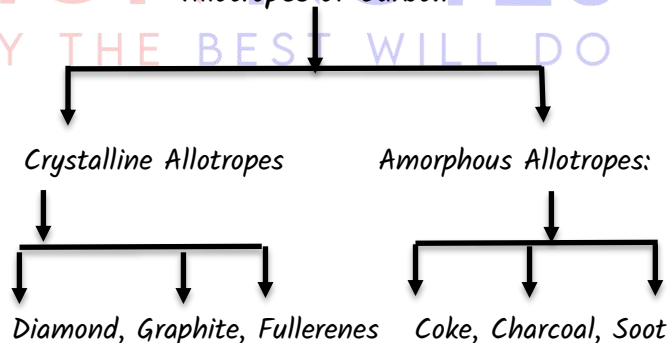 Allotropes of Carbon
Y THE BEST WILL DO
Crystalline Allotropes
Amorphous Allotropes:
Diamond, Graphite, Fullerenes
Coke, Charcoal, Soot